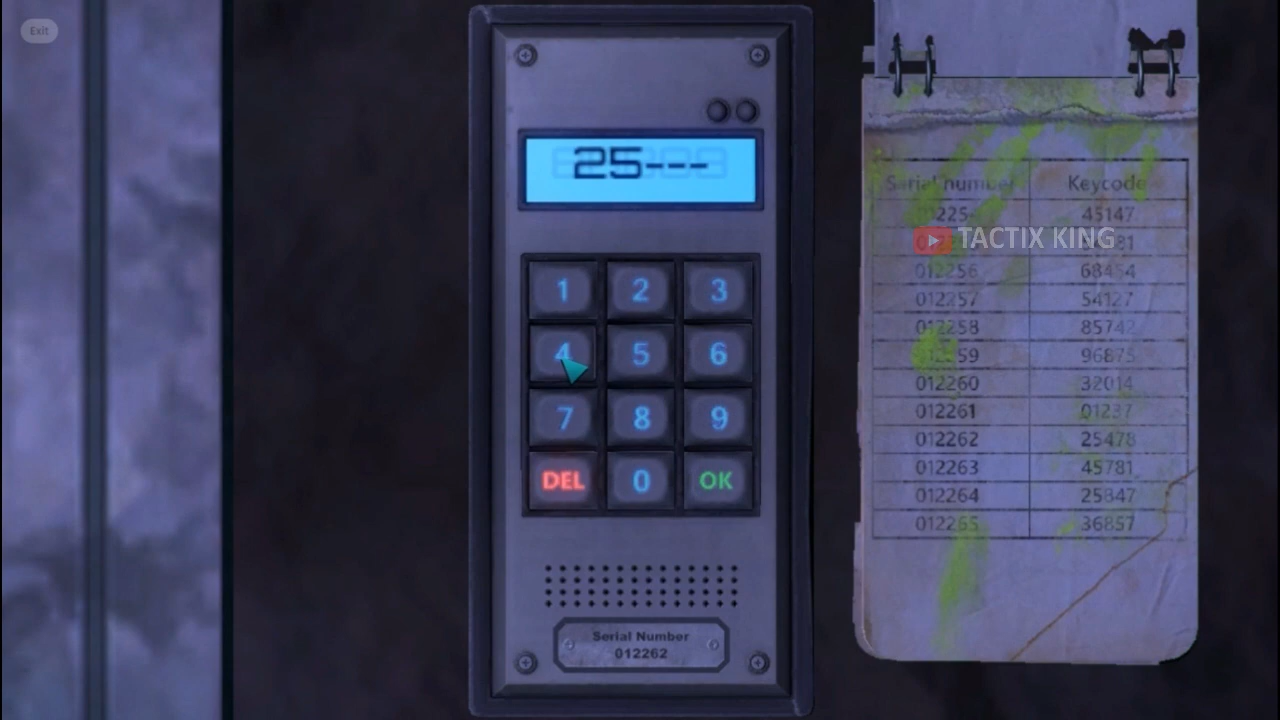 Exit
25---
1 2 3
4 5 6
7 8 9
DEL 0 OK
Serial Number
012262
Serial number Keycode
45147
TACTIX KING
012256 68454
012257 54127
012258 85742
96875
012260 32014
012261 01237
012262 25478
012263 45781
012264 25847
012265 36857